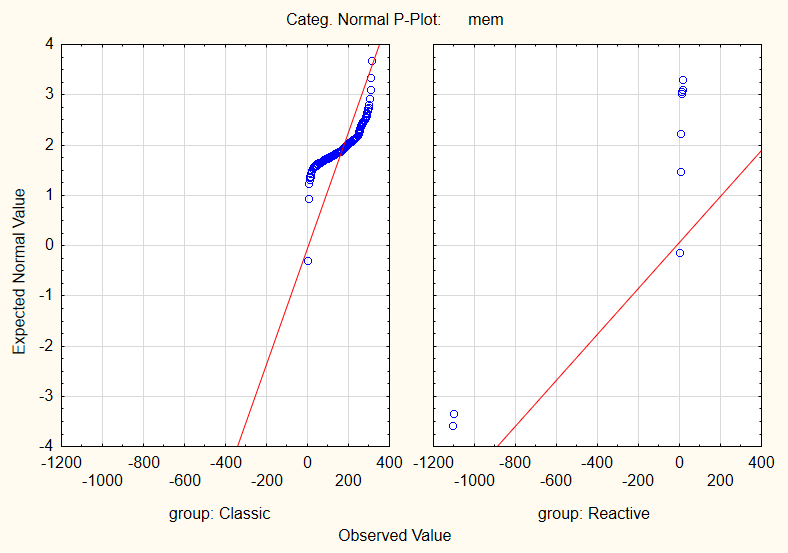 Categ. Normal P-Plot: mem
Expected Normal Value
4
3
2
1
0
-1
-2
-3
-4
-1200 -800 -400 0 400 -1200 -800 -400 0 400
-1000 -600 -200 200 -1000 -600 -200 200
group: Classic group: Reactive
Observed Value